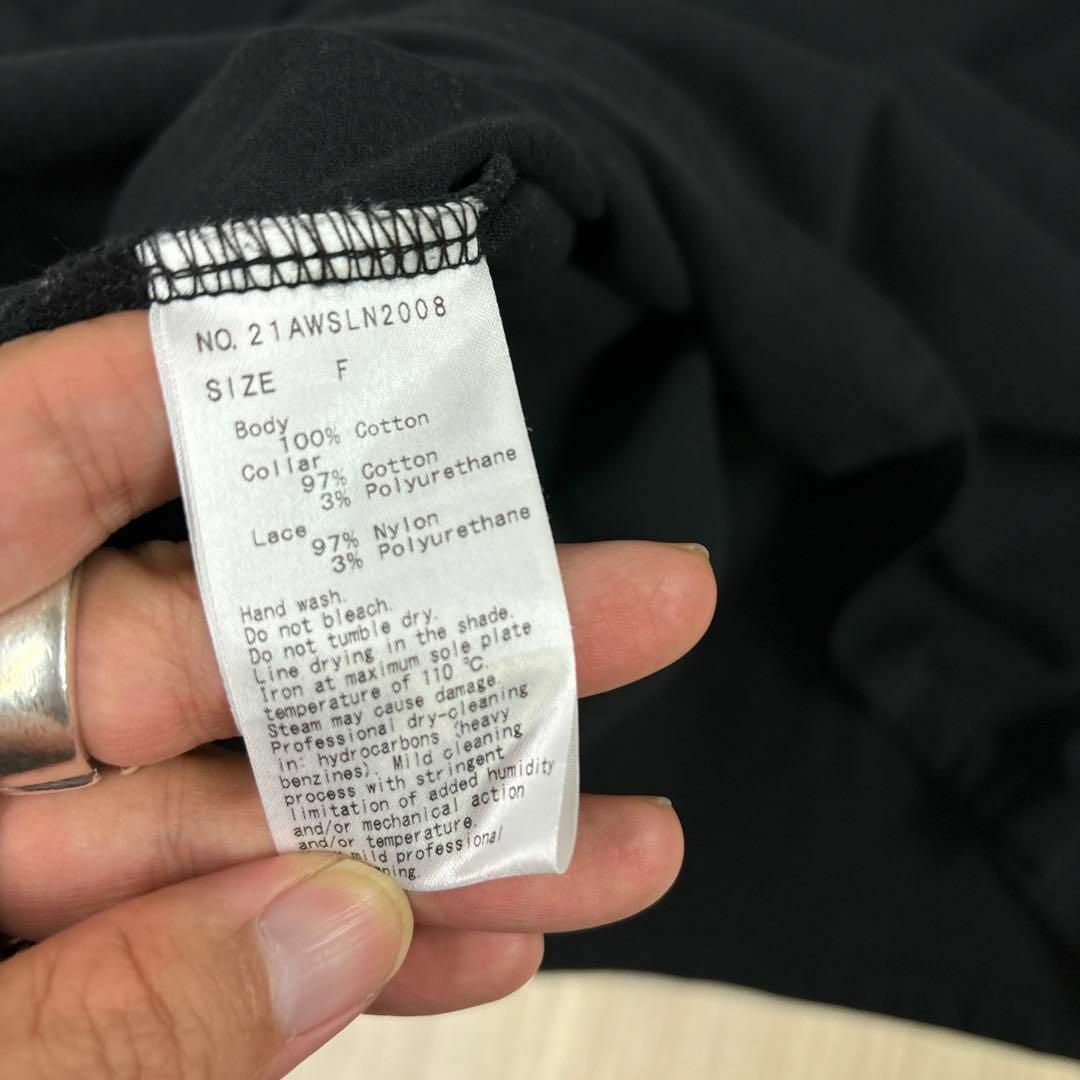 NO. 21AWSLN2008
SIZE F
Body
100% Cotton
Collar
97% Cotton
3% Polyurethane
Lace
97% Nylon
3% Polyurethane
Hand wash.
Do not bleach.
Do not tumble dry.
Line drying in the shade.
Iron at maximum sole plate
temperature of 110 ℃.
Steam may cause damage.
Professional dry-cleaning
in: hydrocarbons (heavy
benzines). Mild cleaning
process with stringent
limitation of added humidity
and/or mechanical action
and/or temperature.
mild professional